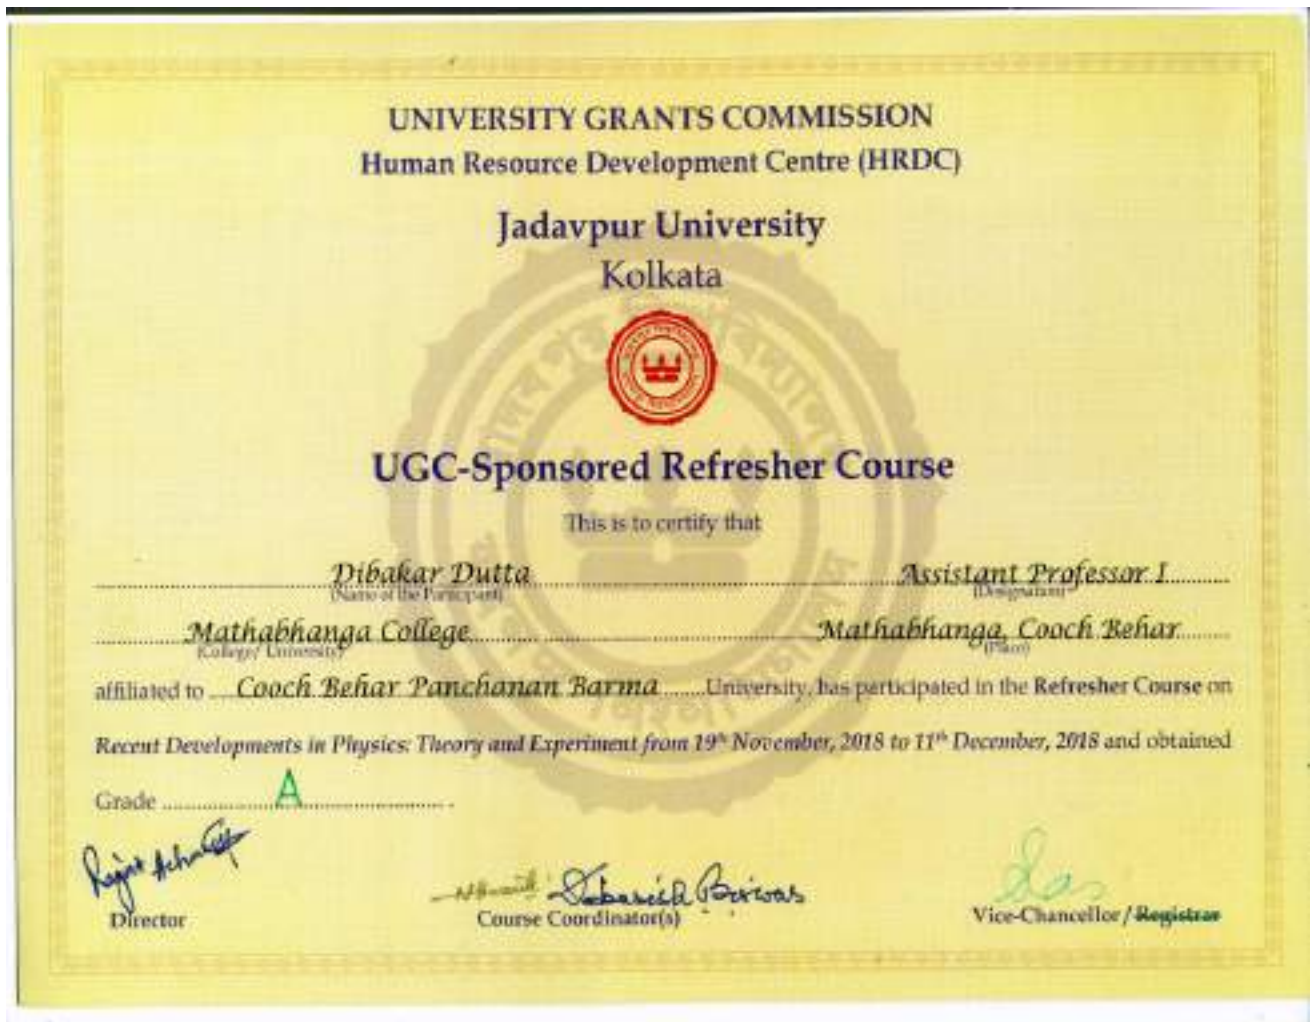 UNIVERSITY GRANTS COMMISSION
Human Resource Development Centre (HRDC)
Jadavpur University
Kolkata
UGC-Sponsored Refresher Course
This is to certify that
Dibakar Dutta Assistant Professor I
(Name of the Participant) (Designation)
Mathabhanga College Mathabhanga, Cooch Behar
(College/ University) (Place)
affiliated to Cooch Behar Panchanan Barma University, has participated in the Refresher Course on
Recent Developments in Physics: Theory and Experiment from 19th November, 2018 to 11th December, 2018 and obtained
Grade A
Debasish Biswas
Director Course Coordinator(s) Vice-Chancellor / Registrar